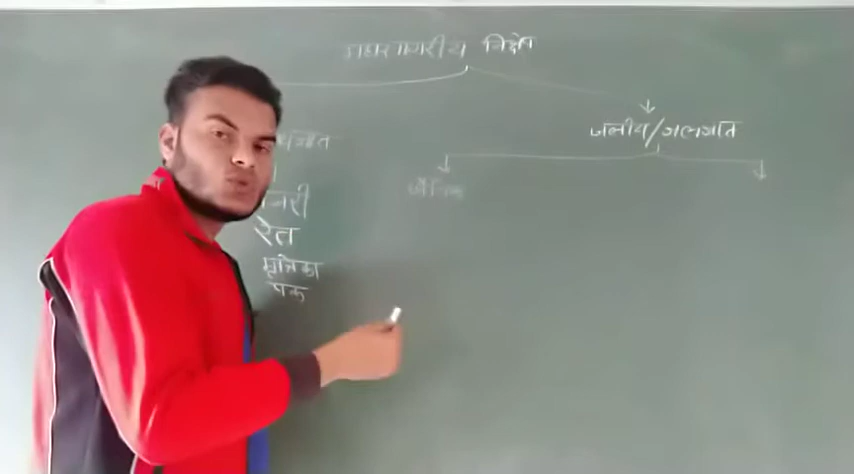 महासागरीय निक्षेप
जलीय/जलजात
जैविक
रेत
मृत्तिका
पंक